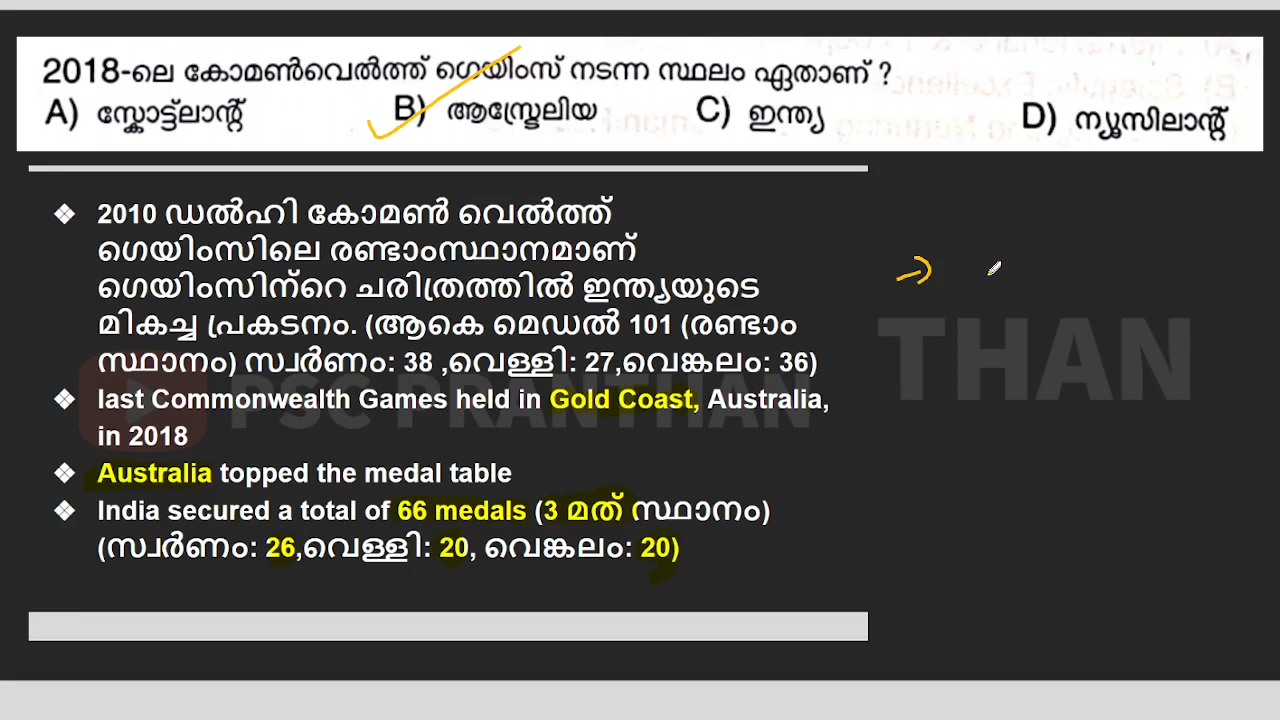 2018-ലെ കോമൺവെൽത്ത് ഗെയിംസ് നടന്ന സ്ഥലം ഏതാണ് ?
A) സ്കോട്ട്ലാന്റ് B) ആസ്ട്രേലിയ C) ഇന്ത്യ D) ന്യൂസിലാന്റ്
❖ 2010 ഡൽഹി കോമൺ വെൽത്ത്
ഗെയിംസിലെ രണ്ടാംസ്ഥാനമാണ്
ഗെയിംസിന്റെ ചരിത്രത്തിൽ ഇന്ത്യയുടെ
മികച്ച പ്രകടനം. (ആകെ മെഡൽ 101 (രണ്ടാം
സ്ഥാനം) സ്വർണം: 38 ,വെള്ളി: 27,വെങ്കലം: 36)
❖ last Commonwealth Games held in Gold Coast, Australia,
in 2018
❖ Australia topped the medal table
❖ India secured a total of 66 medals (3 മത് സ്ഥാനം)
(സ്വർണം: 26,വെള്ളി: 20, വെങ്കലം: 20)
PSC PRANTHAN
THAN